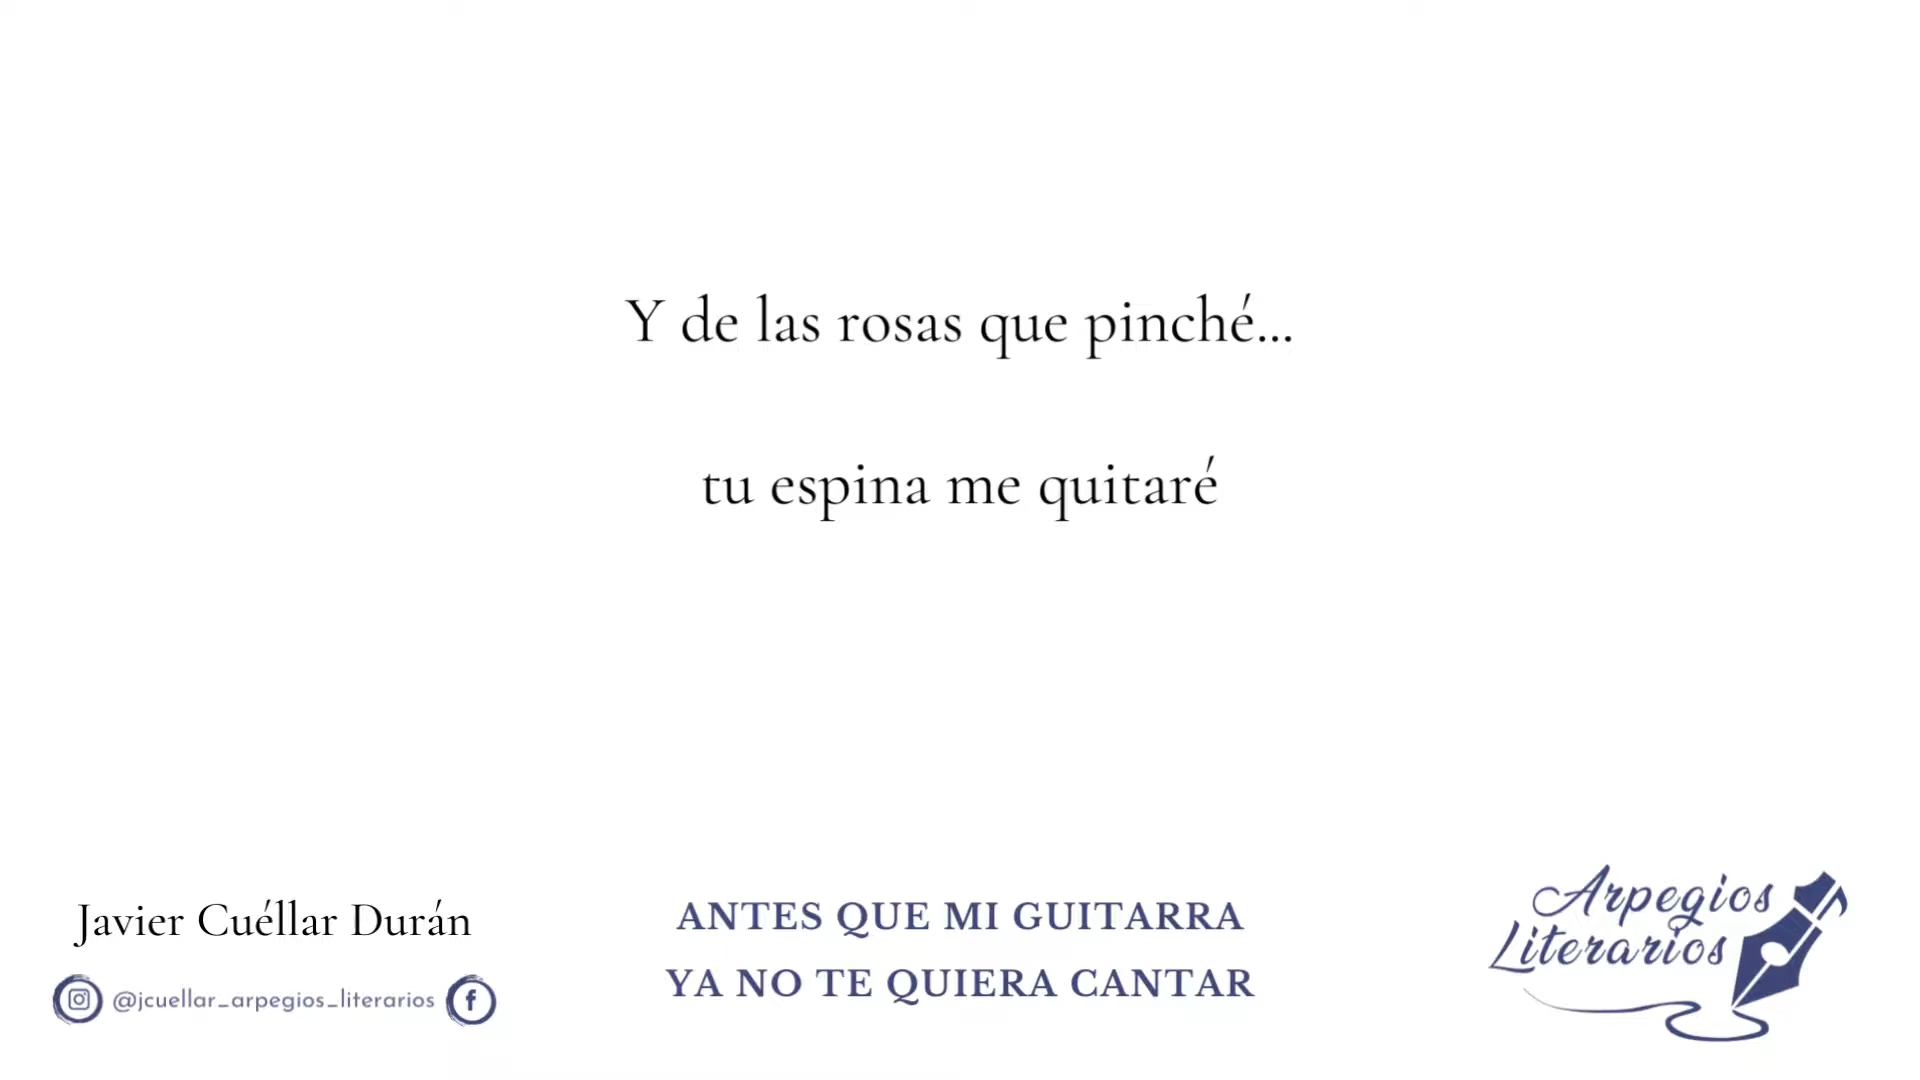 Y de las rosas que pinché...
tu espina me quitaré
Javier Cuéllar Durán
@jcuellar_arpegios_literarios
ANTES QUE MI GUITARRA
YA NO TE QUIERA CANTAR
Arpegios
Literarios